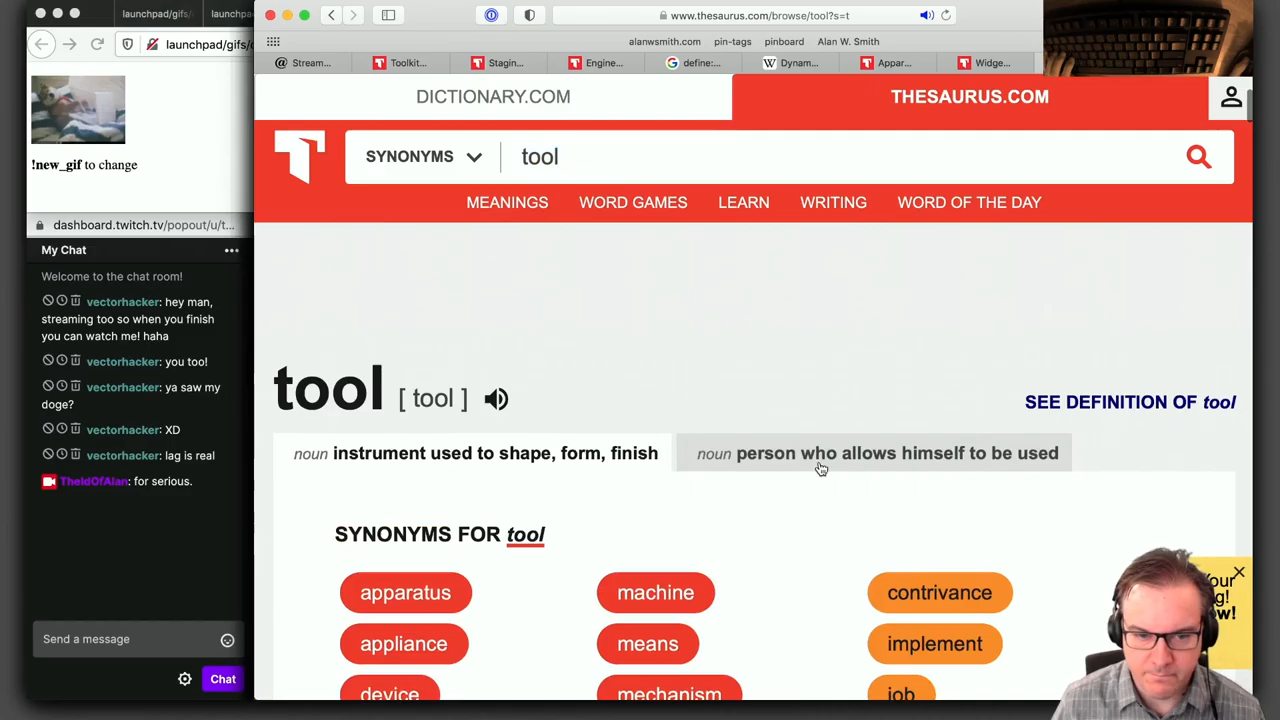 launchpad/gifs/
launchpad/
launchpad/gifs/
!new_gif to change
dashboard.twitch.tv/popout/u/t...
My Chat
Welcome to the chat room!
vectorhacker: hey man,
streaming too so when you finish
you can watch me! haha
vectorhacker: you too!
vectorhacker: ya saw my
doge?
vectorhacker: XD
vectorhacker: lag is real
TheIdOfAlan: for serious.
Send a message
Chat
www.thesaurus.com/browse/tool?s=t
alanwsmith.com pin-tags pinboard Alan W. Smith
Stream... Toolkit... Stagin... Engine... define:... Dynam... Appar... Widge...
DICTIONARY.COM THESAURUS.COM
SYNONYMS tool
MEANINGS WORD GAMES LEARN WRITING WORD OF THE DAY
tool [ tool ] SEE DEFINITION OF tool
noun instrument used to shape, form, finish noun person who allows himself to be used
SYNONYMS FOR tool
apparatus machine contrivance
appliance means implement
device mechanism job